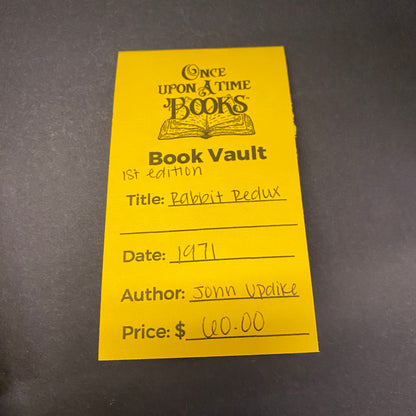 Once
upon A Time
Books
Book Vault
1st edition
Title: Rabbit Redux
Date: 1971
Author: John Updike
Price: $ 60.00